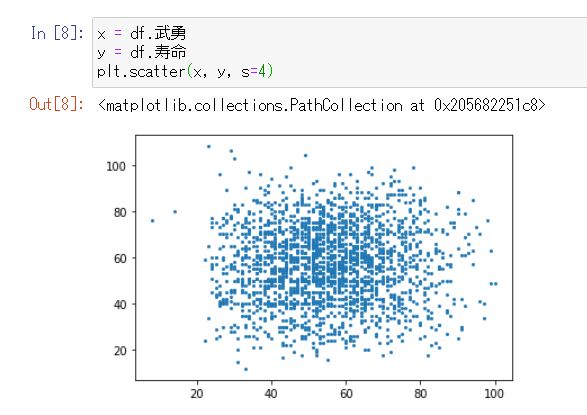 In [8]: x = df.武勇
y = df.寿命
plt.scatter(x, y, s=4)
Out[8]: <matplotlib.collections.PathCollection at 0x205682251c8>
100
80
60
40
20
20 40 60 80 100